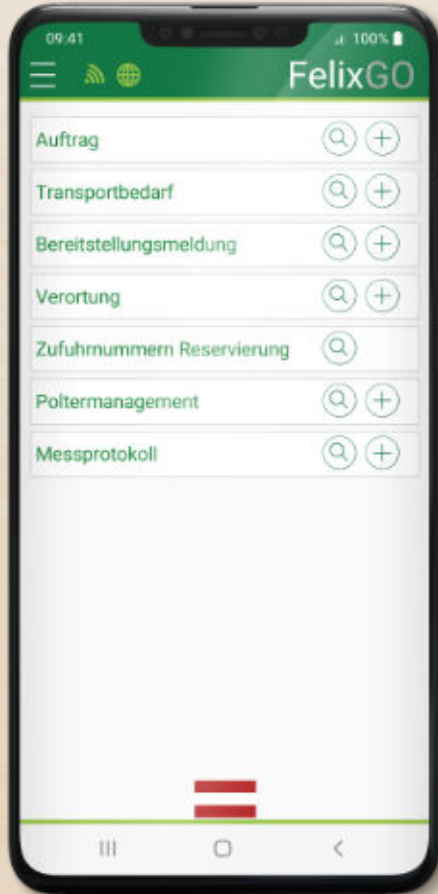 09:41
100%
FelixGO
Auftrag
Transportbedarf
Bereitstellungsmeldung
Verortung
Zufuhrnummern Reservierung
Poltermanagement
Messprotokoll